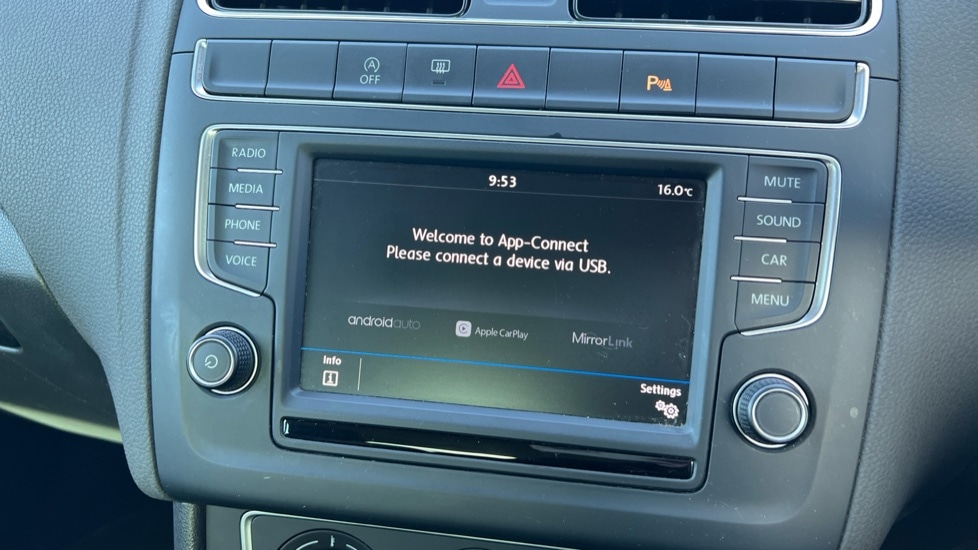 A
OFF
P
RADIO
MEDIA
PHONE
VOICE
9:53
16.0°C
Welcome to App-Connect
Please connect a device via USB.
androidauto
Apple CarPlay
MirrorLink
Info
i
Settings
MUTE
SOUND
CAR
MENU